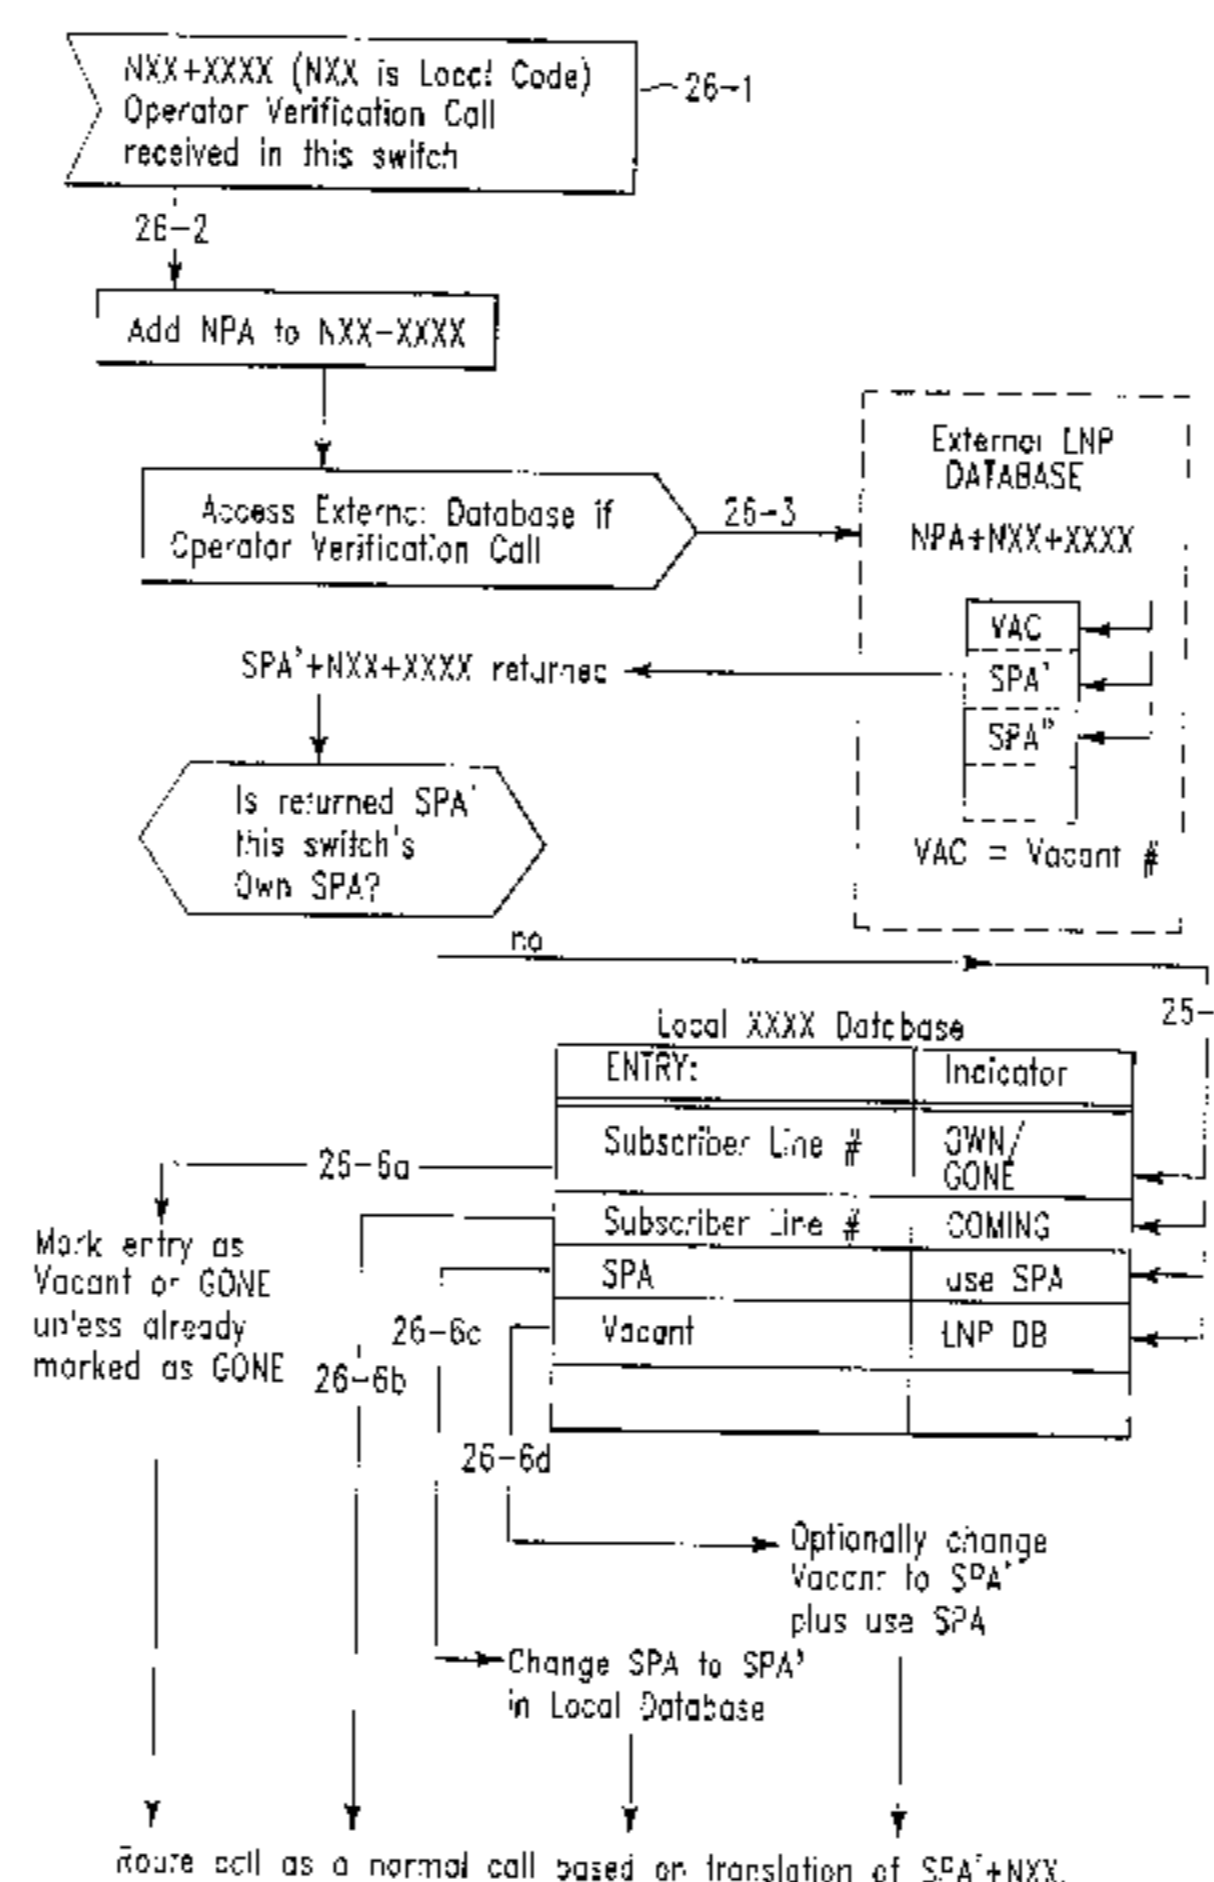 NXX+XXXX (NXX is Local Code)
Operator Verification Call
received in this switch
26-1
26-2
Add NPA to NXX-XXXX
Access External Database if
Operator Verification Call
26-3
External LNP
DATABASE
NPA+NXX+XXXX
VAC
SPA'
SPA"
VAC = Vacant #
SPA'+NXX+XXXX returned
Is returned SPA'
this switch's
Own SPA?
no
25-
Local XXXX Database
ENTRY: Indicator
Subscriber Line # OWN/
GONE
Subscriber Line # COMING
SPA use SPA
Vacant LNP DB
26-6a
Mark entry as
Vacant or GONE
unless already
marked as GONE
26-6b
26-6c
26-6d
Optionally change
Vacant to SPA'
plus use SPA
Change SPA to SPA'
in Local Database
Route call as a normal call based on translation of SPA'+NXX.